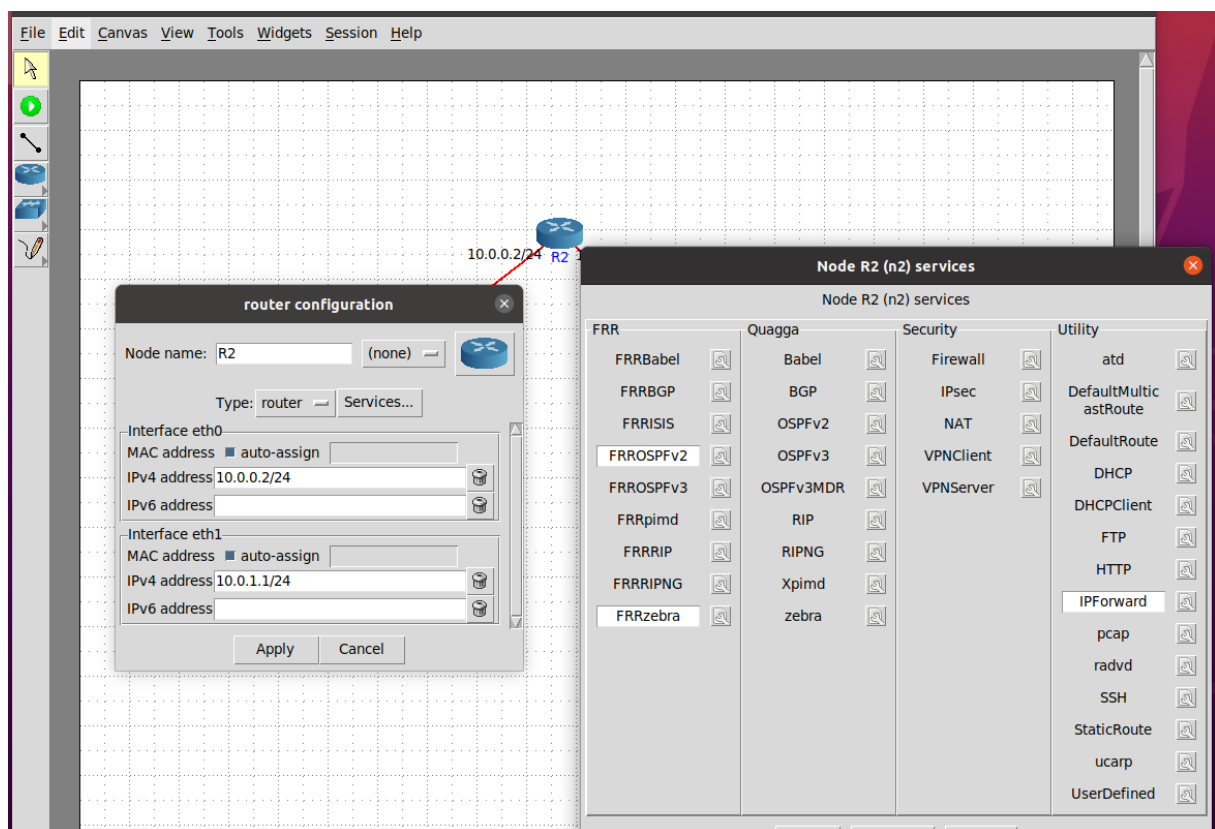 File Edit Canvas View Tools Widgets Session Help
10.0.0.2/24 R2
router configuration
Node name: R2 (none)
Type: router Services...
Interface eth0
MAC address auto-assign
IPv4 address 10.0.0.2/24
IPv6 address
Interface eth1
MAC address auto-assign
IPv4 address 10.0.1.1/24
IPv6 address
Apply Cancel
Node R2 (n2) services
Node R2 (n2) services
FRR
FRRBabel
FRRBGP
FRRISIS
FRROSPFv2
FRROSPFv3
FRRpimd
FRRRIP
FRRRIPNG
FRRzebra
Quagga
Babel
BGP
OSPFv2
OSPFv3
OSPFv3MDR
RIP
RIPNG
Xpimd
zebra
Security
Firewall
IPsec
NAT
VPNClient
VPNServer
Utility
atd
DefaultMultic
astRoute
DefaultRoute
DHCP
DHCPClient
FTP
HTTP
IPForward
pcap
radvd
SSH
StaticRoute
ucarp
UserDefined